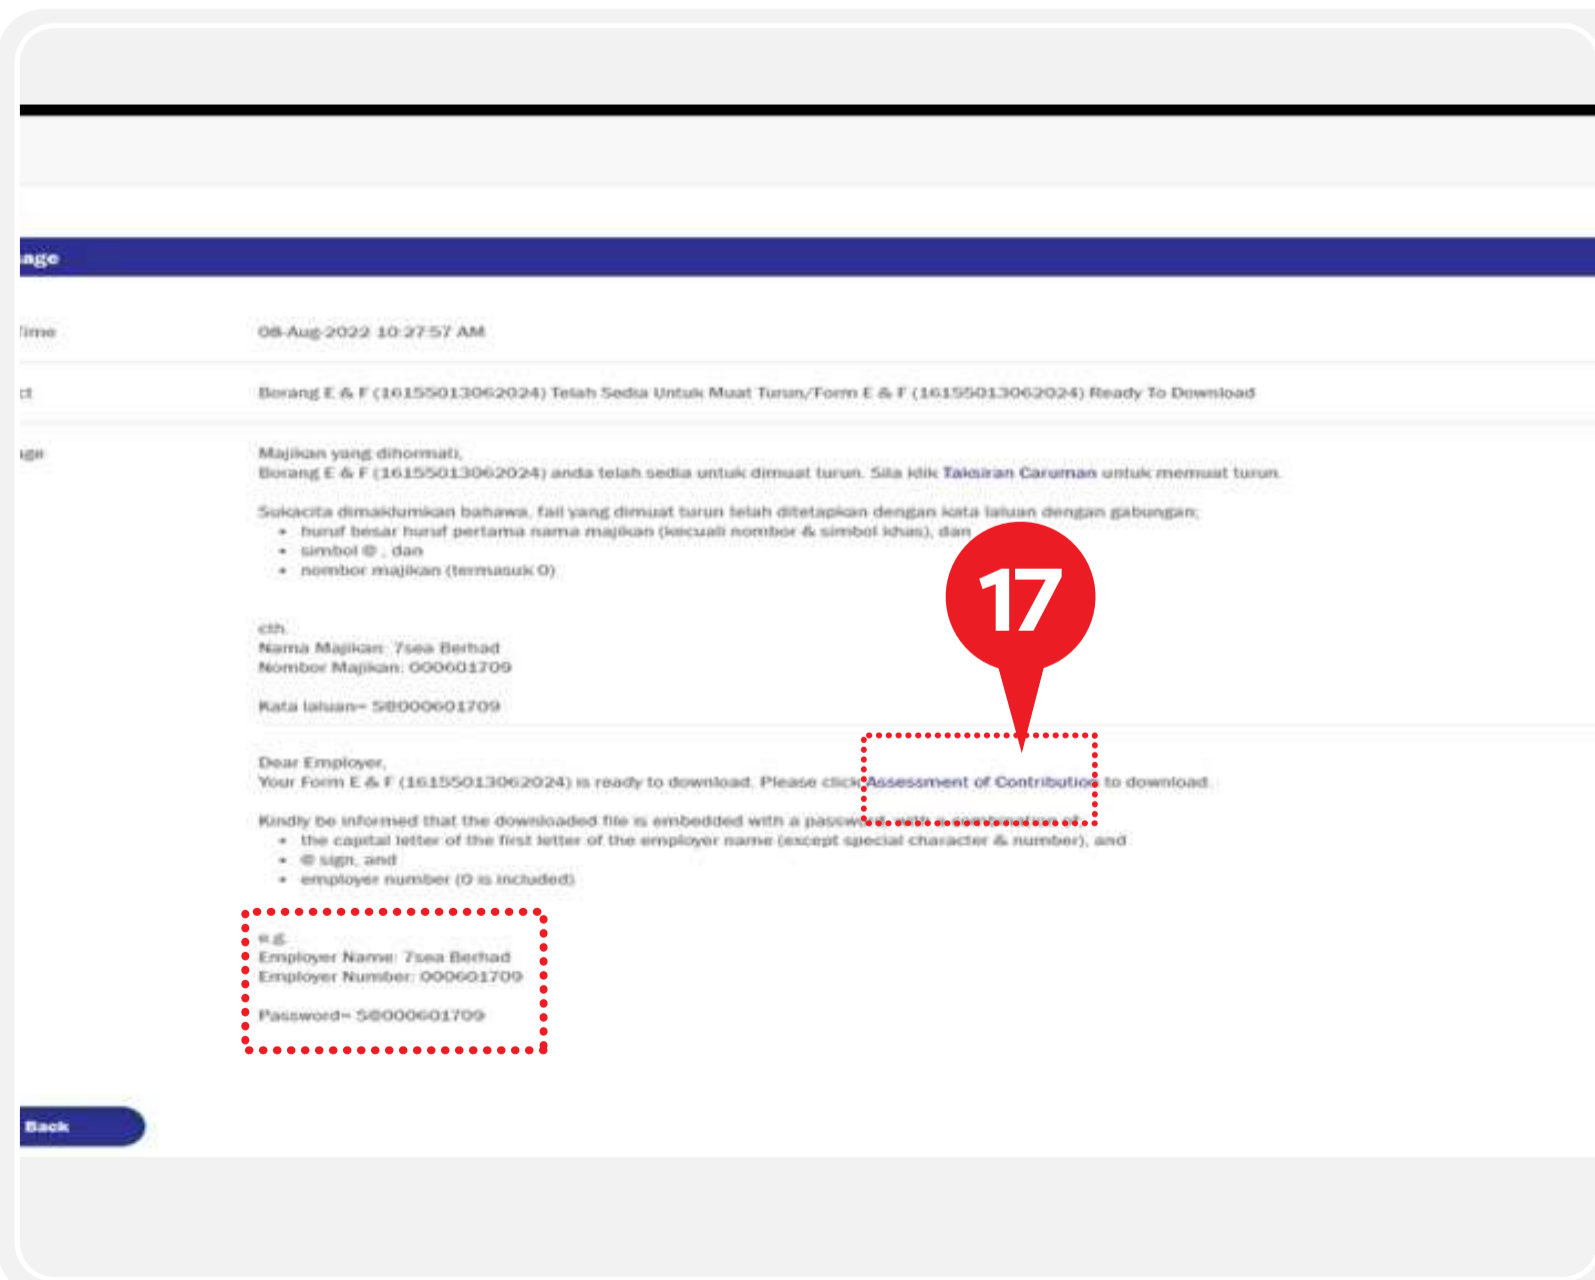 age
Time
08-Aug-2022 10:27:57 AM
ct
Borang E & F (16155013062024) Telah Sedia Untuk Muat Turun/Form E & F (16155013062024) Ready To Download
age
Majikan yang dihormati,
Borang E & F (16155013062024) anda telah sedia untuk dimuat turun. Sila klik Taksiran Caruman untuk memuat turun.
Sukacita dimaklumkan bahawa, fail yang dimuat turun telah ditetapkan dengan kata laluan dengan gabungan;
• huruf besar huruf pertama nama majikan (kecuali nombor & simbol khas), dan
• simbol @ , dan
• nombor majikan (termasuk 0)
17
cth.
Nama Majikan: 7sea Berhad
Nombor Majikan: 000601709
Kata laluan= S@000601709
Dear Employer,
Your Form E & F (16155013062024) is ready to download. Please click Assessment of Contribution to download.
Kindly be informed that the downloaded file is embedded with a password, with a combination of;
• the capital letter of the first letter of the employer name (except special character & number), and
• @ sign, and
• employer number (0 is included)
e.g.
Employer Name: 7sea Berhad
Employer Number: 000601709
Password= S@000601709
Back